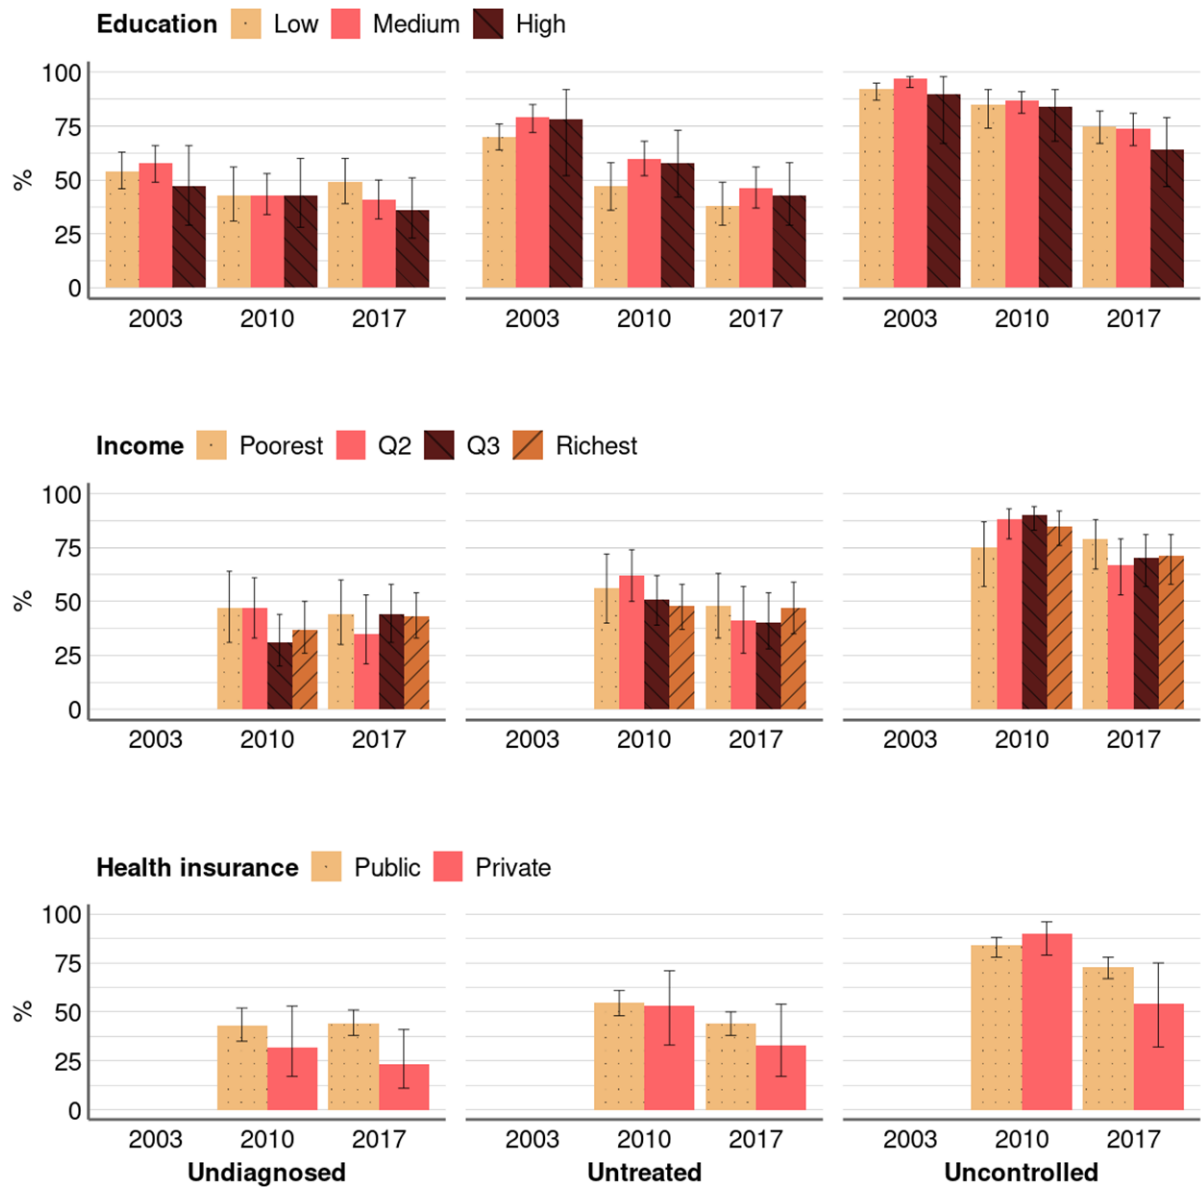 Education Low Medium High
100
75
50
25
0
%
2003 2010 2017 2003 2010 2017 2003 2010 2017
Income Poorest Q2 Q3 Richest
100
75
50
25
0
%
2003 2010 2017 2003 2010 2017 2003 2010 2017
Health insurance Public Private
100
75
50
25
0
%
2003 2010 2017 2003 2010 2017 2003 2010 2017
Undiagnosed Untreated Uncontrolled